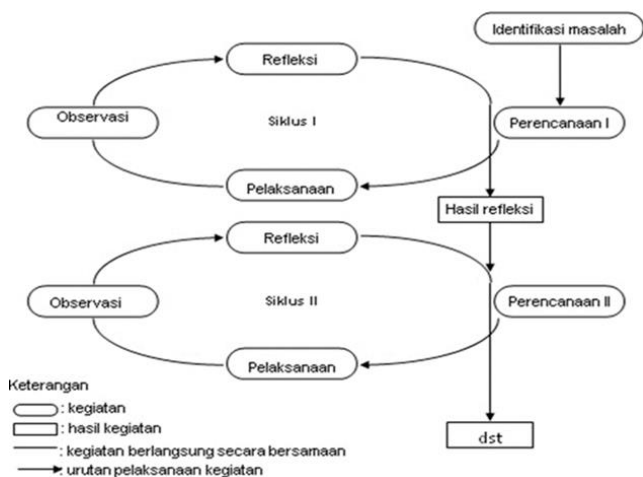 Identifikasi masalah
Refleksi
Observasi
Siklus I
Perencanaan I
Pelaksanaan
Hasil refleksi
Refleksi
Observasi
Siklus II
Perencanaan II
Pelaksanaan
Keterangan
: kegiatan
: hasil kegiatan
dst
: kegiatan berlangsung secara bersamaan
: urutan pelaksanaan kegiatan